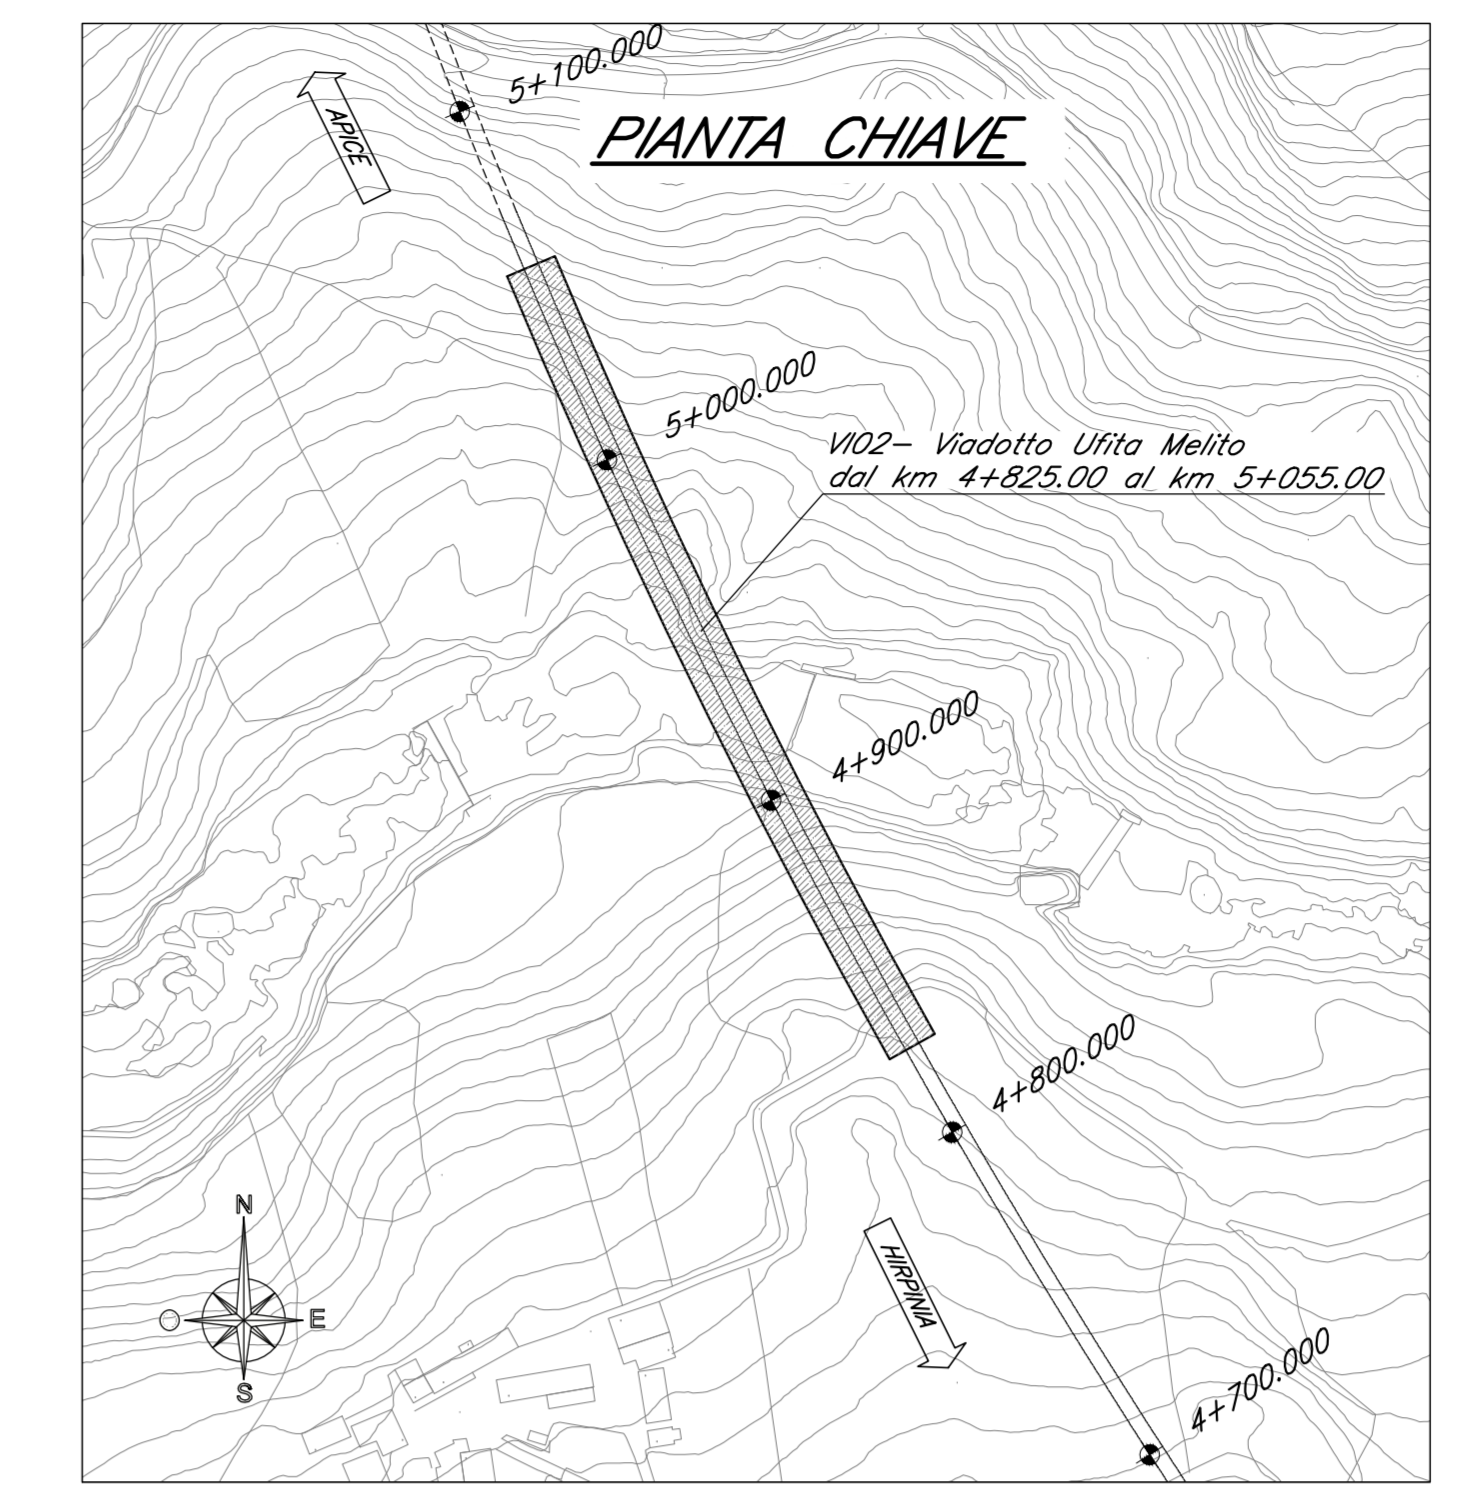 5+100.000
APICE
PIANTA CHIAVE
5+000.000
VI02- Viadotto Ufita Melito
dal km 4+825.00 al km 5+055.00
4+900.000
4+800.000
N
O
E
S
HIRPINIA
4+700.000